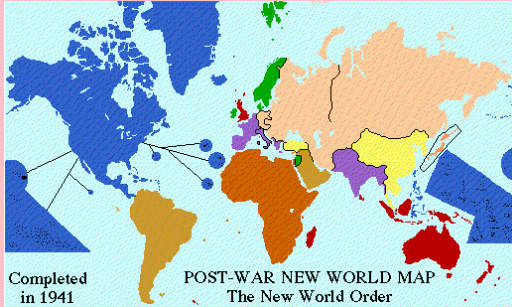 Completed
in 1941
POST-WAR NEW WORLD MAP
The New World Order